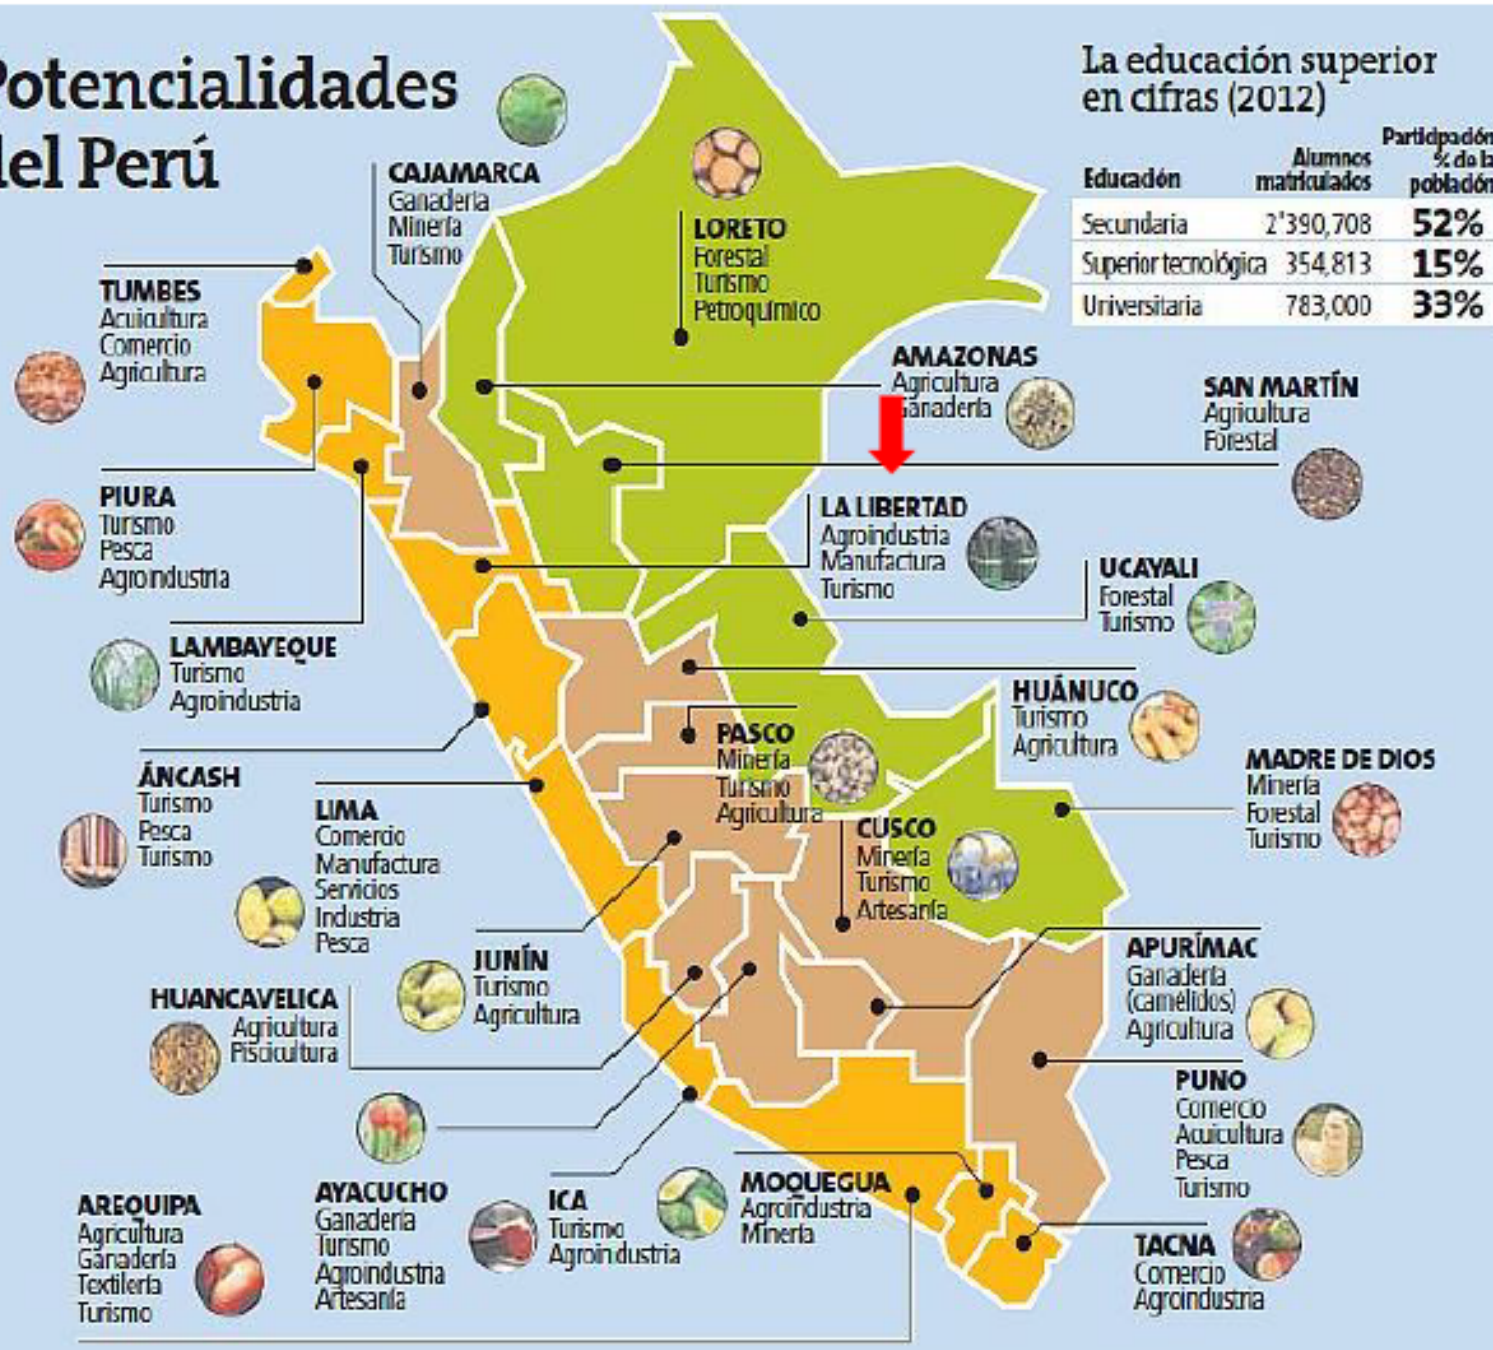 Potencialidades
del Perú
La educación superior
en cifras (2012)
Educación
Alumnos
matriculados
Participación
% de la
población
Secundaria 2'390,708 52%
Superior tecnológica 354,813 15%
Universitaria 783,000 33%
CAJAMARCA
Ganadería
Minería
Turismo
LORETO
Forestal
Turismo
Petroquímico
TUMBES
Acuicultura
Comercio
Agricultura
AMAZONAS
Agricultura
Ganadería
SAN MARTÍN
Agricultura
Forestal
PIURA
Turismo
Pesca
Agroindustria
LA LIBERTAD
Agroindustria
Manufactura
Turismo
UCAYALI
Forestal
Turismo
LAMBAYEQUE
Turismo
Agroindustria
HUÁNUCO
Turismo
Agricultura
PASCO
Minería
Turismo
Agricultura
MADRE DE DIOS
Minería
Forestal
Turismo
ÁNCASH
Turismo
Pesca
Turismo
LIMA
Comercio
Manufactura
Servicios
Industria
Pesca
CUSCO
Minería
Turismo
Artesanía
JUNÍN
Turismo
Agricultura
APURÍMAC
Ganadería
(camélidos)
Agricultura
HUANCAVELICA
Agricultura
Piscicultura
PUNO
Comercio
Acuicultura
Pesca
Turismo
AREQUIPA
Agricultura
Ganadería
Textilería
Turismo
AYACUCHO
Ganadería
Turismo
Agroindustria
Artesanía
ICA
Turismo
Agroindustria
MOQUEGUA
Agroindustria
Minería
TACNA
Comercio
Agroindustria